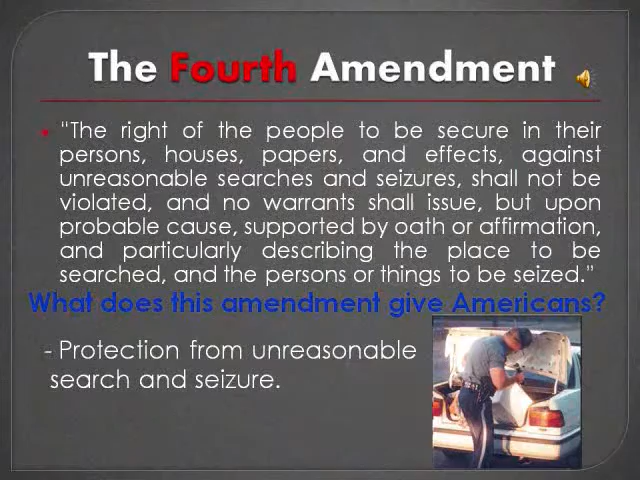 The Fourth Amendment
“The right of the people to be secure in their
persons, houses, papers, and effects, against
unreasonable searches and seizures, shall not be
violated, and no warrants shall issue, but upon
probable cause, supported by oath or affirmation,
and particularly describing the place to be
searched, and the persons or things to be seized.”
What does this amendment give Americans?
- Protection from unreasonable
search and seizure.